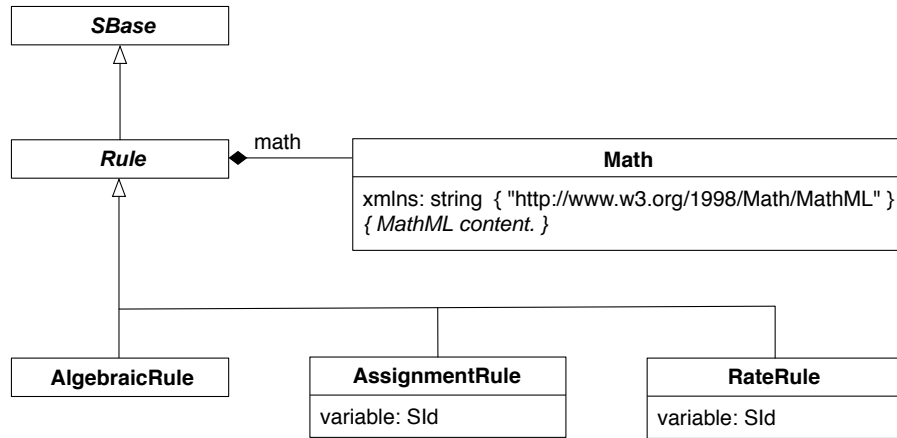 SBase
Rule
math
Math
xmlns: string { "http://www.w3.org/1998/Math/MathML" }
{ MathML content. }
AlgebraicRule
AssignmentRule
variable: SId
RateRule
variable: SId